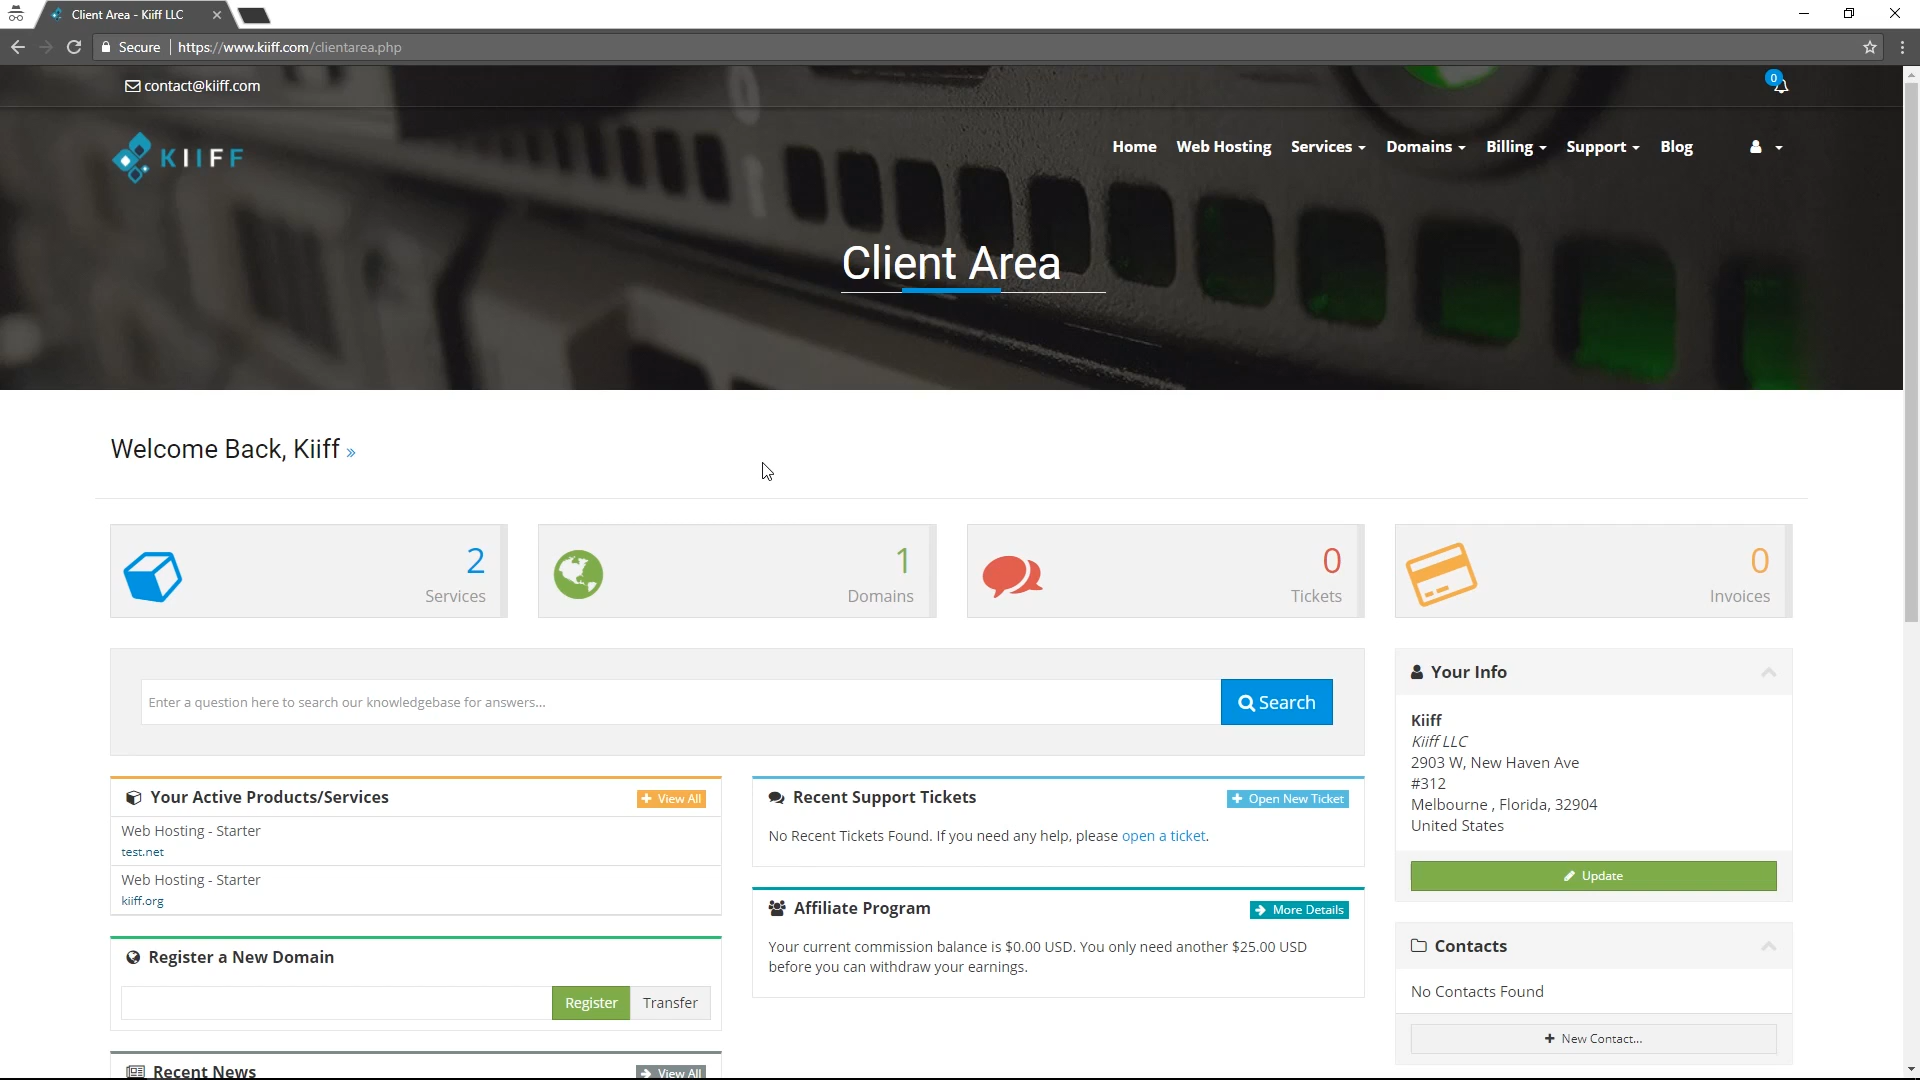 Client Area - Kiiff LLC
Secure https://www.kiiff.com/clientarea.php
contact@kiiff.com
0
KIIFF
Home Web Hosting Services Domains Billing Support Blog
Client Area
Welcome Back, Kiiff »
2
Services
1
Domains
0
Tickets
0
Invoices
Enter a question here to search our knowledgebase for answers...
Search
Your Active Products/Services
+ View All
Web Hosting - Starter
test.net
Web Hosting - Starter
kiiff.org
Register a New Domain
Register Transfer
Recent News
View All
Recent Support Tickets
+ Open New Ticket
No Recent Tickets Found. If you need any help, please open a ticket.
Affiliate Program
More Details
Your current commission balance is $0.00 USD. You only need another $25.00 USD
before you can withdraw your earnings.
Your Info
Kiiff
Kiiff LLC
2903 W, New Haven Ave
#312
Melbourne , Florida, 32904
United States
Update
Contacts
No Contacts Found
+ New Contact...